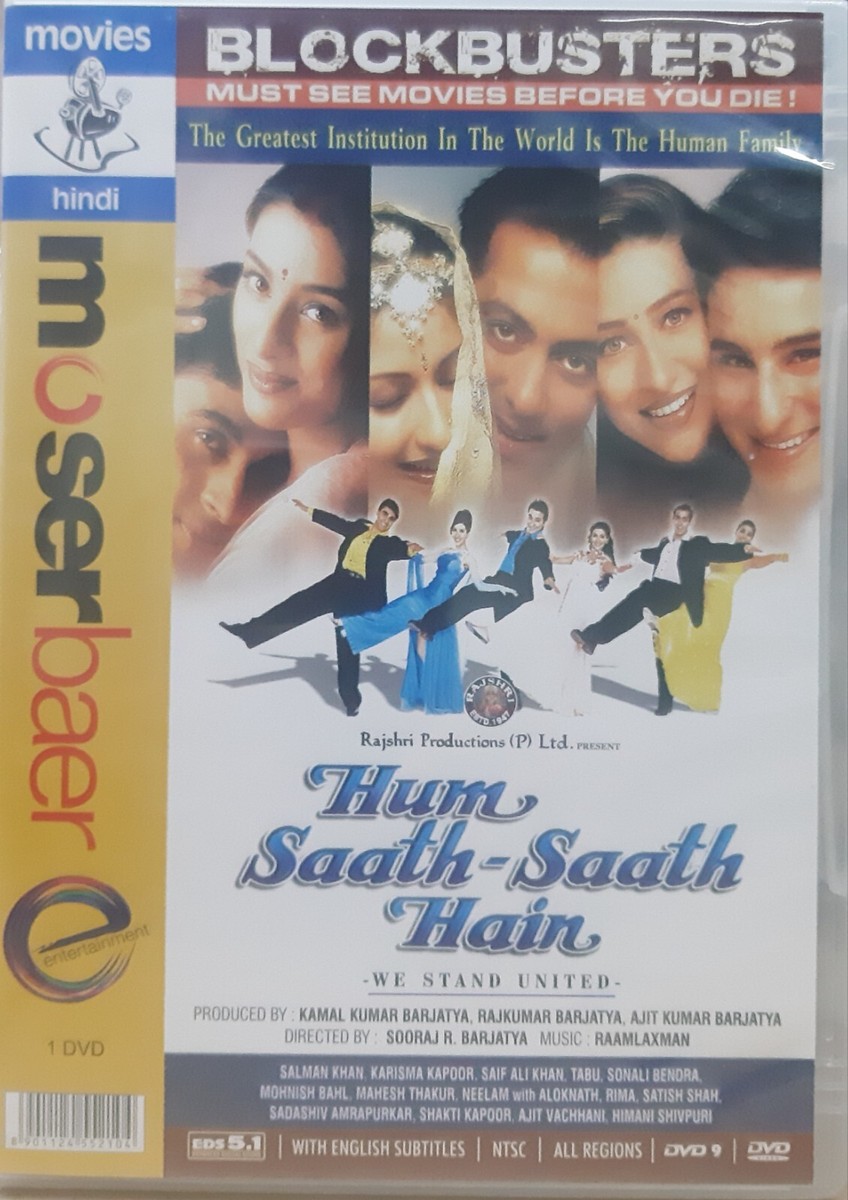 movies
hindi
moserbaer
entertainment
1 DVD
8901124552104
BLOCKBUSTERS
MUST SEE MOVIES BEFORE YOU DIE !
The Greatest Institution In The World Is The Human Family
RAJSHRI
ESTD.1947
Rajshri Productions (P) Ltd. PRESENT
Hum
Saath-Saath
Hain
-WE STAND UNITED-
PRODUCED BY : KAMAL KUMAR BARJATYA, RAJKUMAR BARJATYA, AJIT KUMAR BARJATYA
DIRECTED BY : SOORAJ R. BARJATYA MUSIC : RAAMLAXMAN
SALMAN KHAN, KARISMA KAPOOR, SAIF ALI KHAN, TABU, SONALI BENDRA,
MOHNISH BAHL, MAHESH THAKUR, NEELAM with ALOKNATH, RIMA, SATISH SHAH,
SADASHIV AMRAPURKAR, SHAKTI KAPOOR, AJIT VACHHANI, HIMANI SHIVPURI
EDS 5.1 | WITH ENGLISH SUBTITLES | NTSC | ALL REGIONS | DVD 9 | DVD